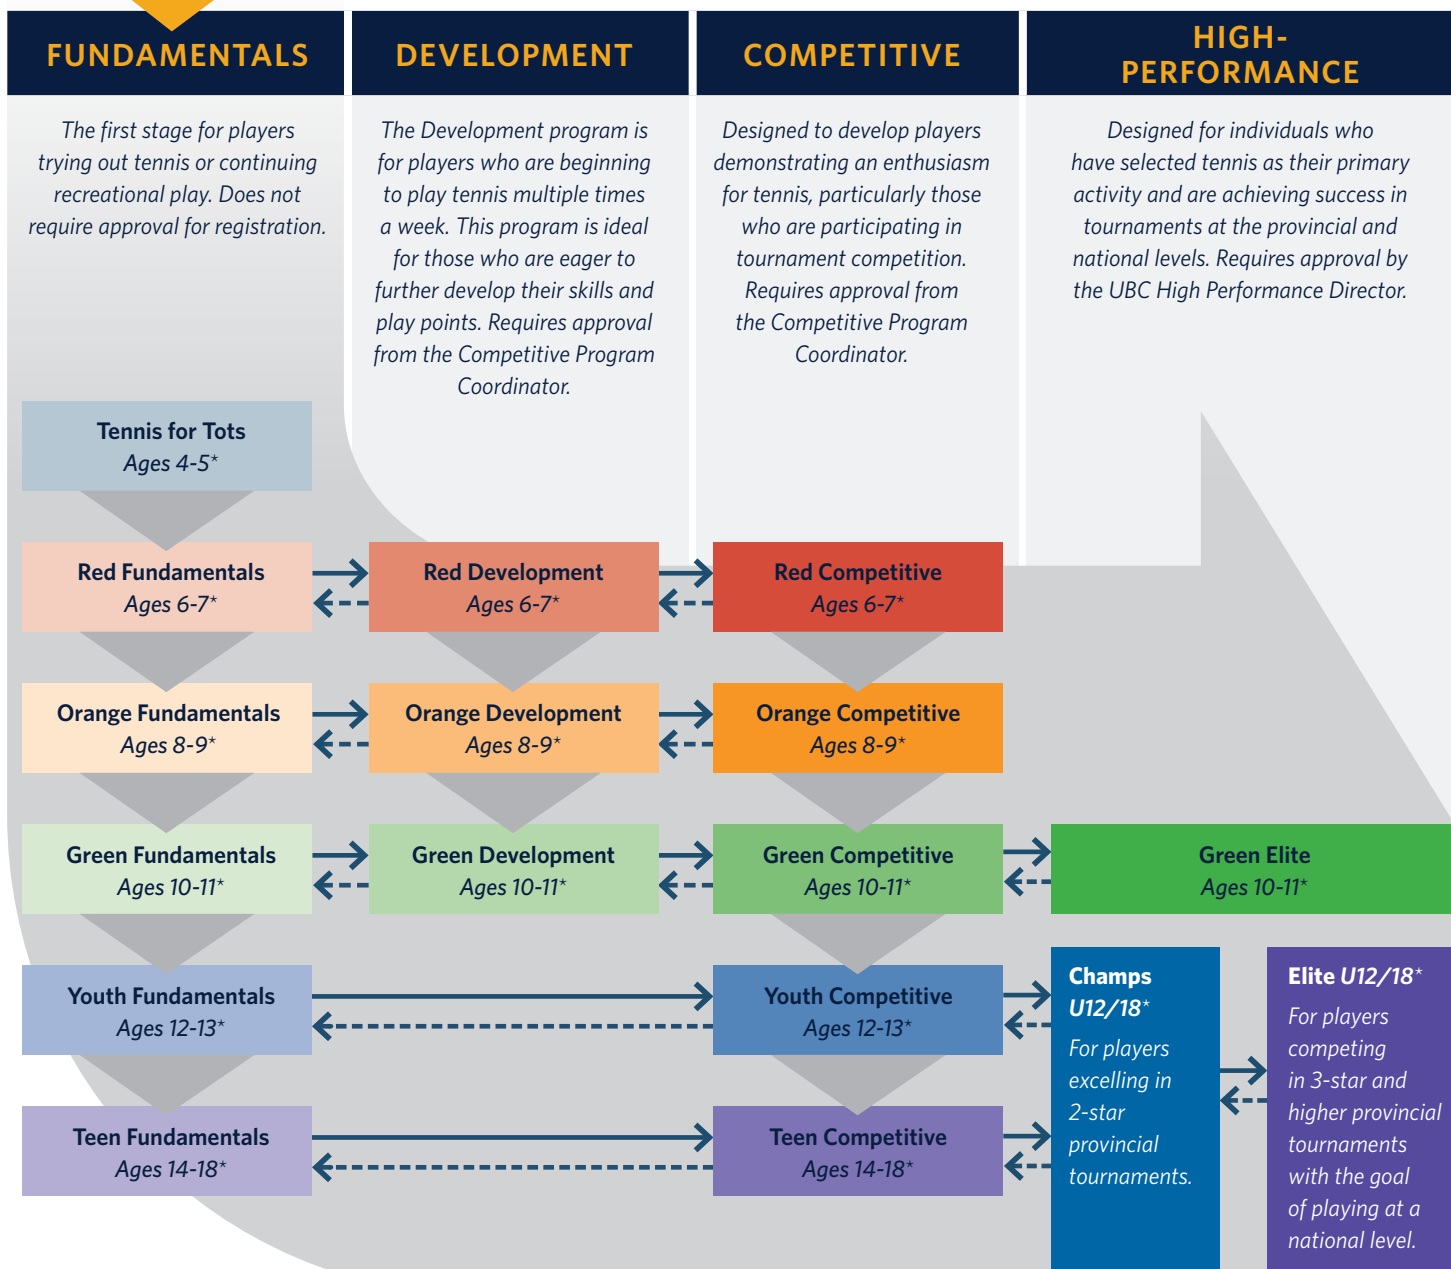 FUNDAMENTALS
The first stage for players
trying out tennis or continuing
recreational play. Does not
require approval for registration.
DEVELOPMENT
The Development program is
for players who are beginning
to play tennis multiple times
a week. This program is ideal
for those who are eager to
further develop their skills and
play points. Requires approval
from the Competitive Program
Coordinator.
COMPETITIVE
Designed to develop players
demonstrating an enthusiasm
for tennis, particularly those
who are participating in
tournament competition.
Requires approval from
the Competitive Program
Coordinator.
HIGH-
PERFORMANCE
Designed for individuals who
have selected tennis as their primary
activity and are achieving success in
tournaments at the provincial and
national levels. Requires approval by
the UBC High Performance Director.
Tennis for Tots
Ages 4-5*
Red Fundamentals
Ages 6-7*
Red Development
Ages 6-7*
Red Competitive
Ages 6-7*
Orange Fundamentals
Ages 8-9*
Orange Development
Ages 8-9*
Orange Competitive
Ages 8-9*
Green Fundamentals
Ages 10-11*
Green Development
Ages 10-11*
Green Competitive
Ages 10-11*
Green Elite
Ages 10-11*
Youth Fundamentals
Ages 12-13*
Youth Competitive
Ages 12-13*
Teen Fundamentals
Ages 14-18*
Teen Competitive
Ages 14-18*
Champs
U12/18*
For players
excelling in
2-star
provincial
tournaments.
Elite U12/18*
For players
competing
in 3-star and
higher provincial
tournaments
with the goal
of playing at a
national level.